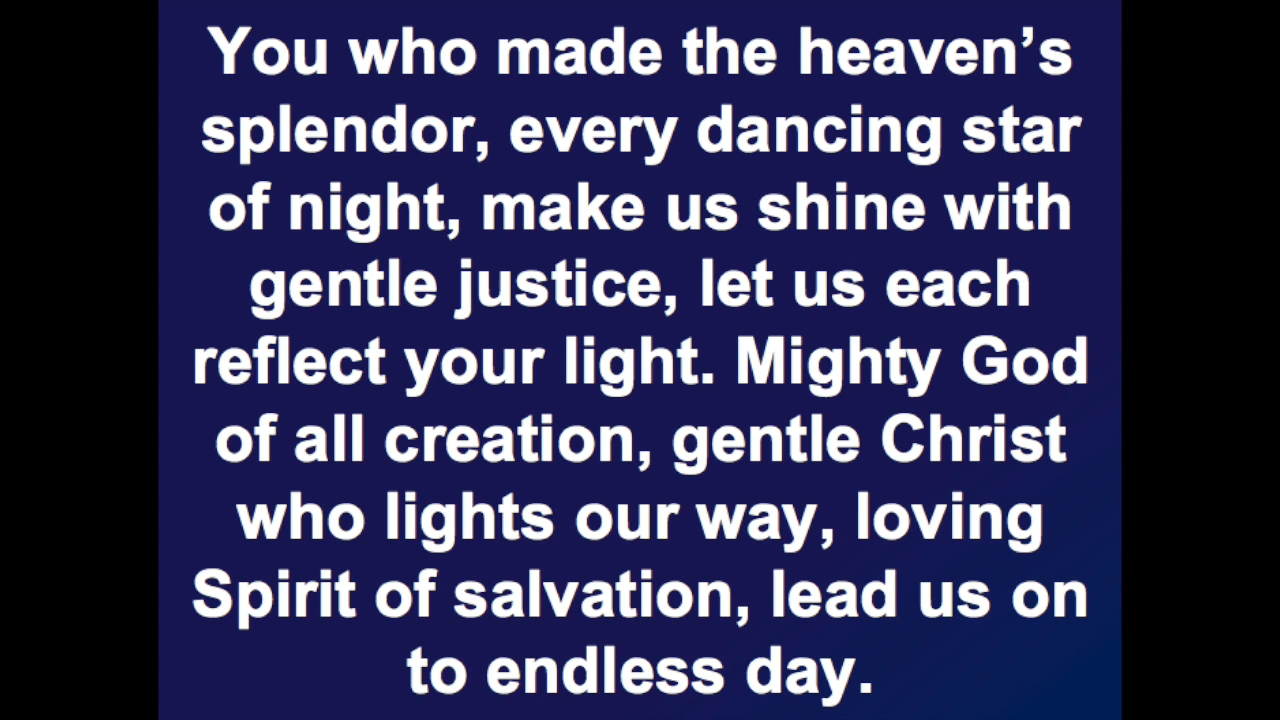 You who made the heaven’s
splendor, every dancing star
of night, make us shine with
gentle justice, let us each
reflect your light. Mighty God
of all creation, gentle Christ
who lights our way, loving
Spirit of salvation, lead us on
to endless day.